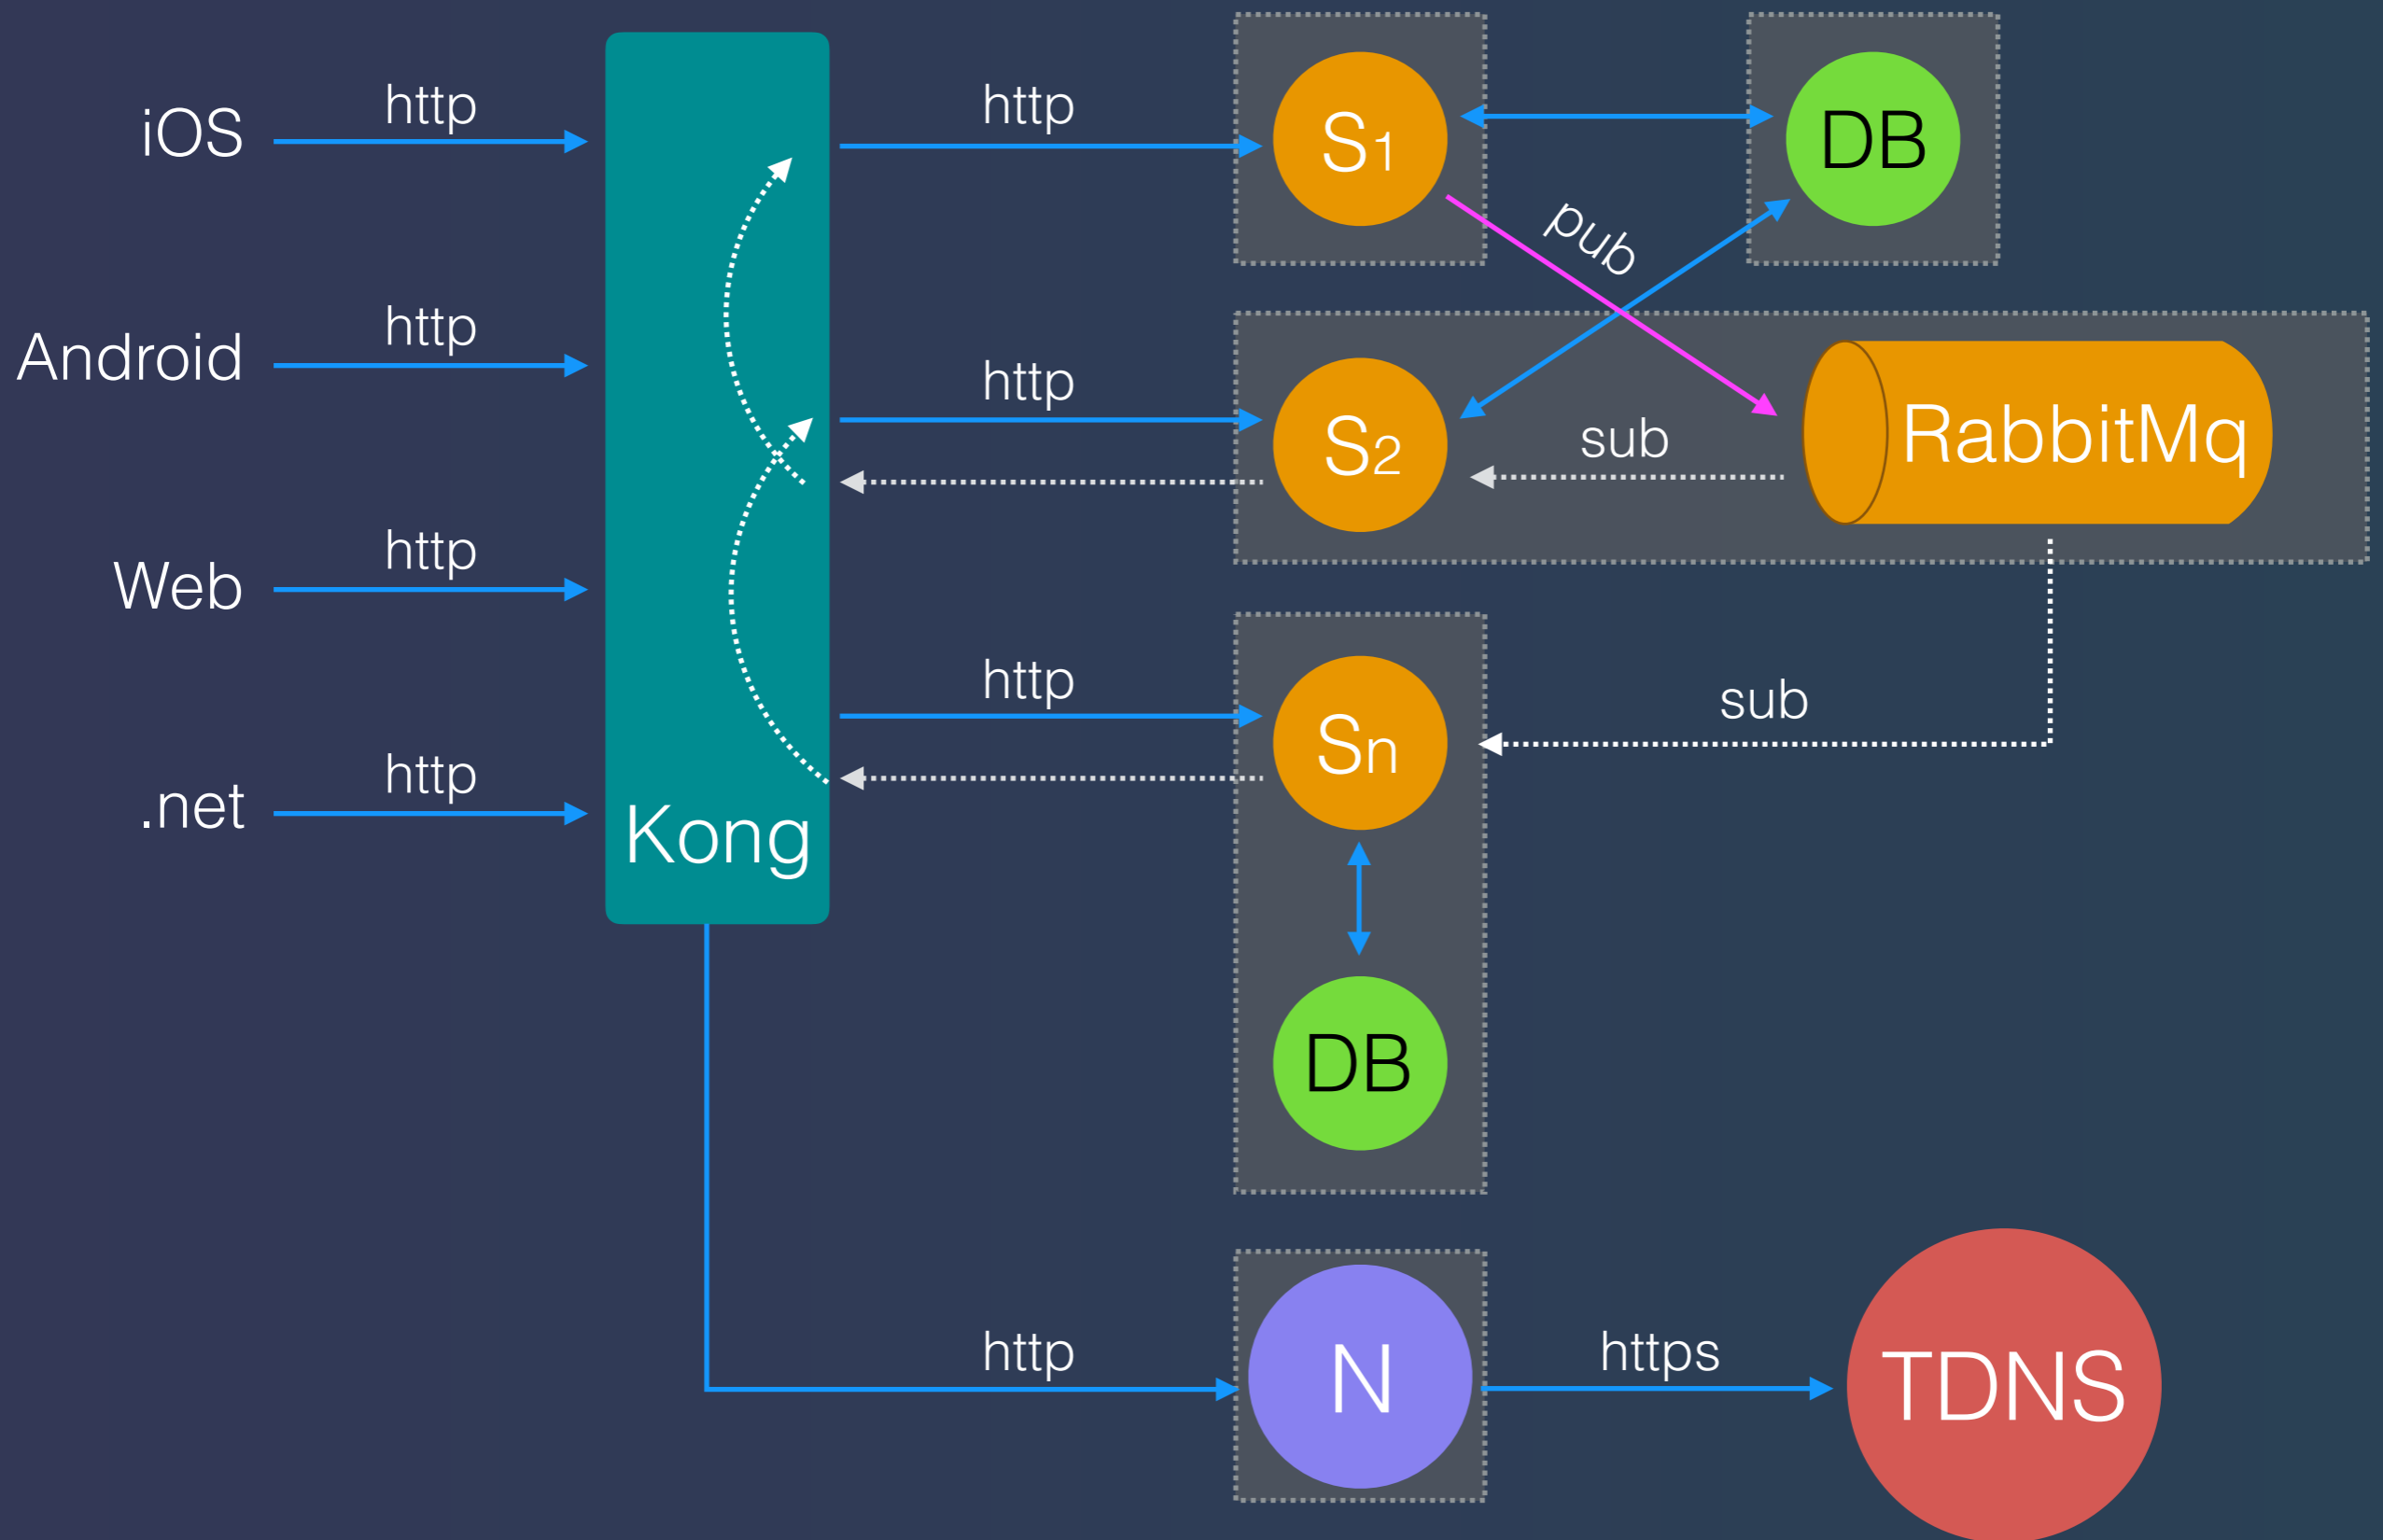 iOS
http
http
S1
DB
pub
Android
http
http
S2
sub
RabbitMq
Web
http
http
Sn
sub
.net
http
Kong
DB
http
N
https
TDNS